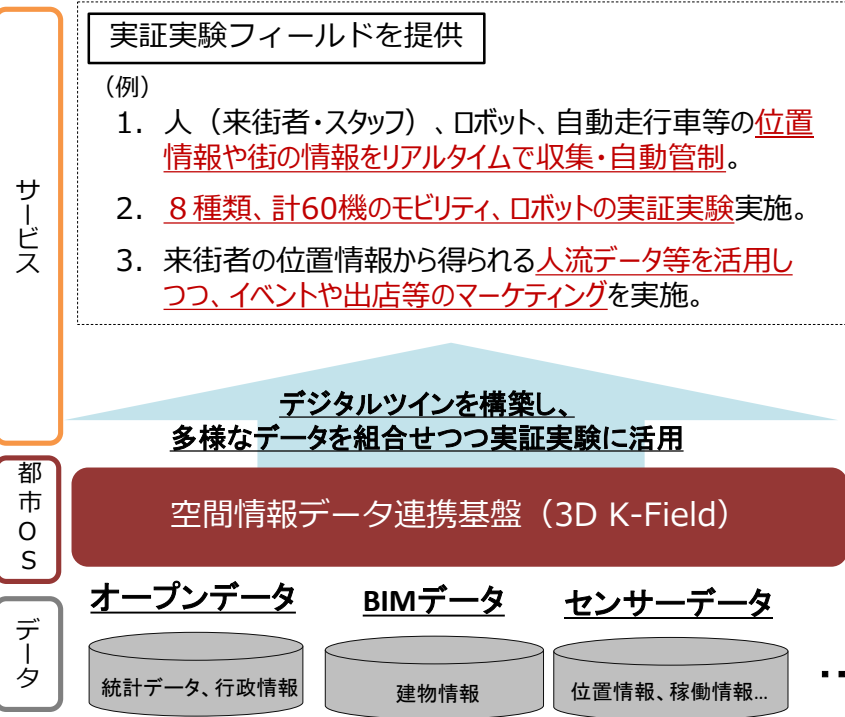 実証実験フィールドを提供
（例）
1. 人（来街者・スタッフ）、ロボット、自動走行車等の位置
情報や街の情報をリアルタイムで収集・自動管制。
2. ８種類、計60機のモビリティ、ロボットの実証実験実施。
3. 来街者の位置情報から得られる人流データ等を活用し
つつ、イベントや出店等のマーケティングを実施。
サービス
デジタルツインを構築し、
多様なデータを組合せつつ実証実験に活用
都市OS
空間情報データ連携基盤（3D K-Field）
データ
オープンデータ
統計データ、行政情報
BIMデータ
建物情報
センサーデータ
位置情報、稼働情報...
…